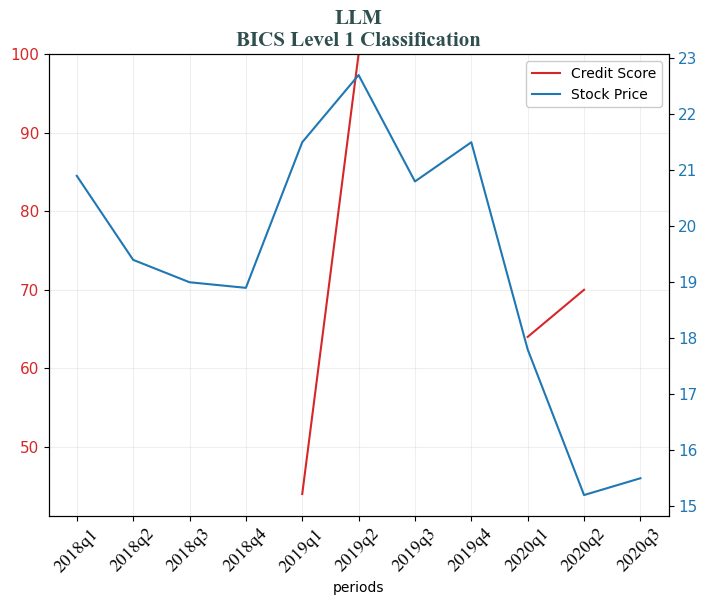 LLM
BICS Level 1 Classification
Credit Score
Stock Price
100
90
80
70
60
50
23
22
21
20
19
18
17
16
15
2018q1
2018q2
2018q3
2018q4
2019q1
2019q2
2019q3
2019q4
2020q1
2020q2
2020q3
periods